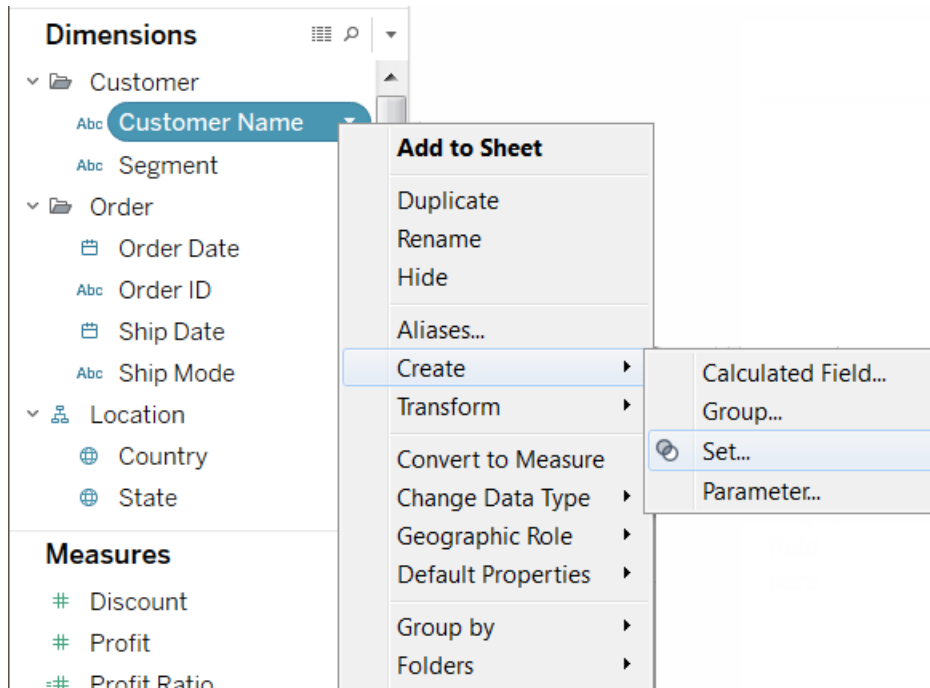 Dimensions
Customer
Abc Customer Name
Abc Segment
Order
Order Date
Abc Order ID
Ship Date
Abc Ship Mode
Location
Country
State
Measures
# Discount
# Profit
=# Profit Ratio
Add to Sheet
Duplicate
Rename
Hide
Aliases...
Create
Transform
Convert to Measure
Change Data Type
Geographic Role
Default Properties
Group by
Folders
Calculated Field...
Group...
Set...
Parameter...